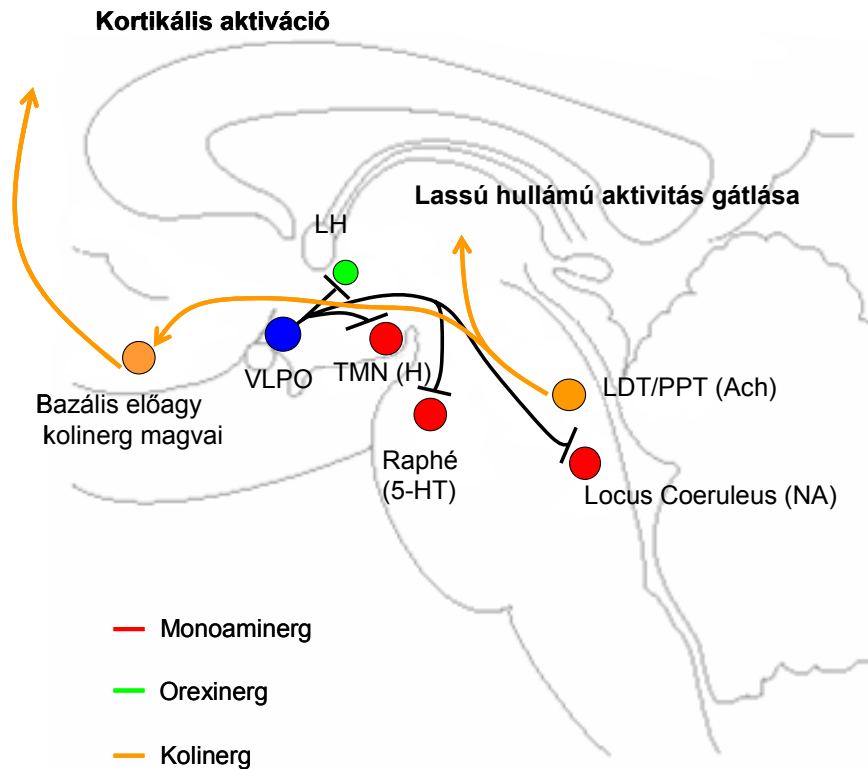 Kortikális aktiváció
Lassú hullámú aktivitás gátlása
LH
VLPO
TMN (H)
LDT/PPT (Ach)
Bazális előagy
kolinerg magvai
Raphé
(5-HT)
Locus Coeruleus (NA)
Monoaminerg
Orexinerg
Kolinerg